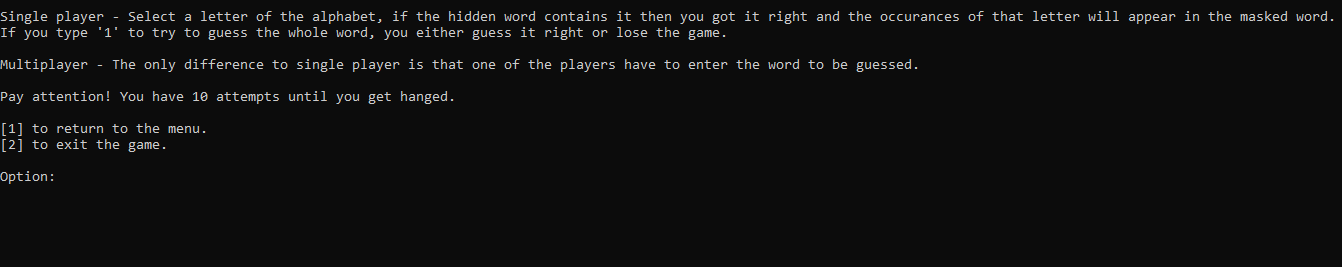 Single player - Select a letter of the alphabet, if the hidden word contains it then you got it right and the occurances of that letter will appear in the masked word.
If you type '1' to try to guess the whole word, you either guess it right or lose the game.
Multiplayer - The only difference to single player is that one of the players have to enter the word to be guessed.
Pay attention! You have 10 attempts until you get hanged.
[1] to return to the menu.
[2] to exit the game.
Option: